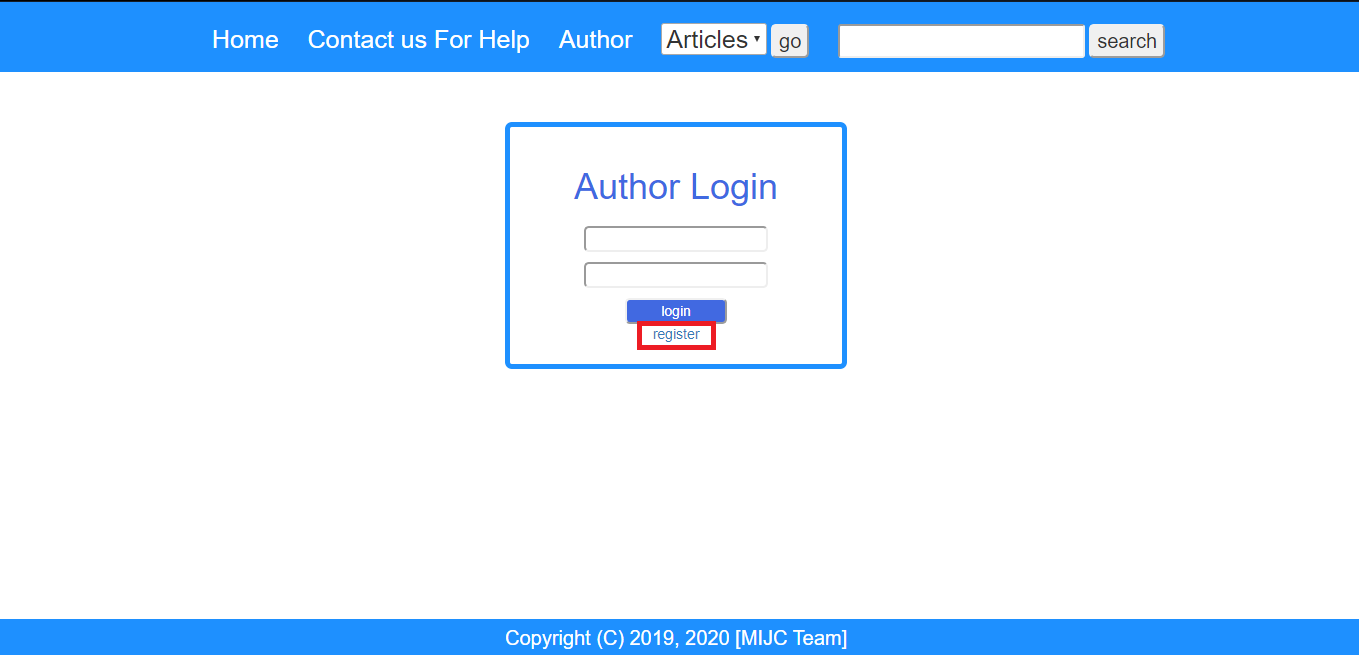 Home Contact us For Help Author Articles go search
Author Login
login
register
Copyright (C) 2019, 2020 [MIJC Team]